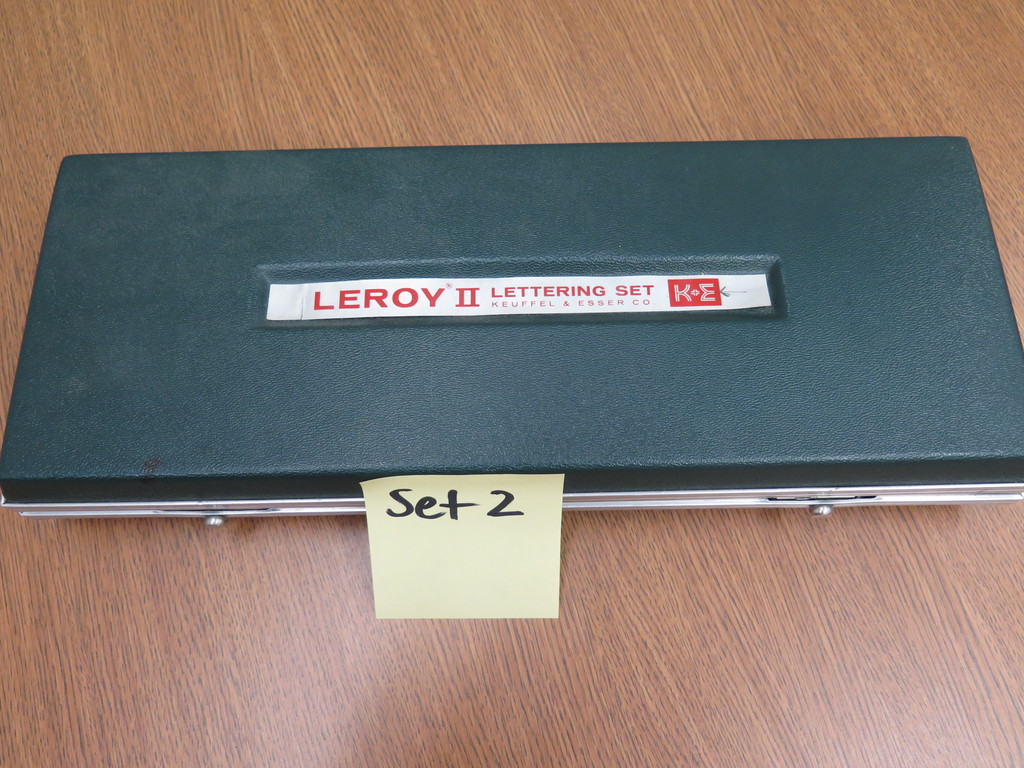 LEROY® II LETTERING SET K+E
KEUFFEL & ESSER CO.
Set 2